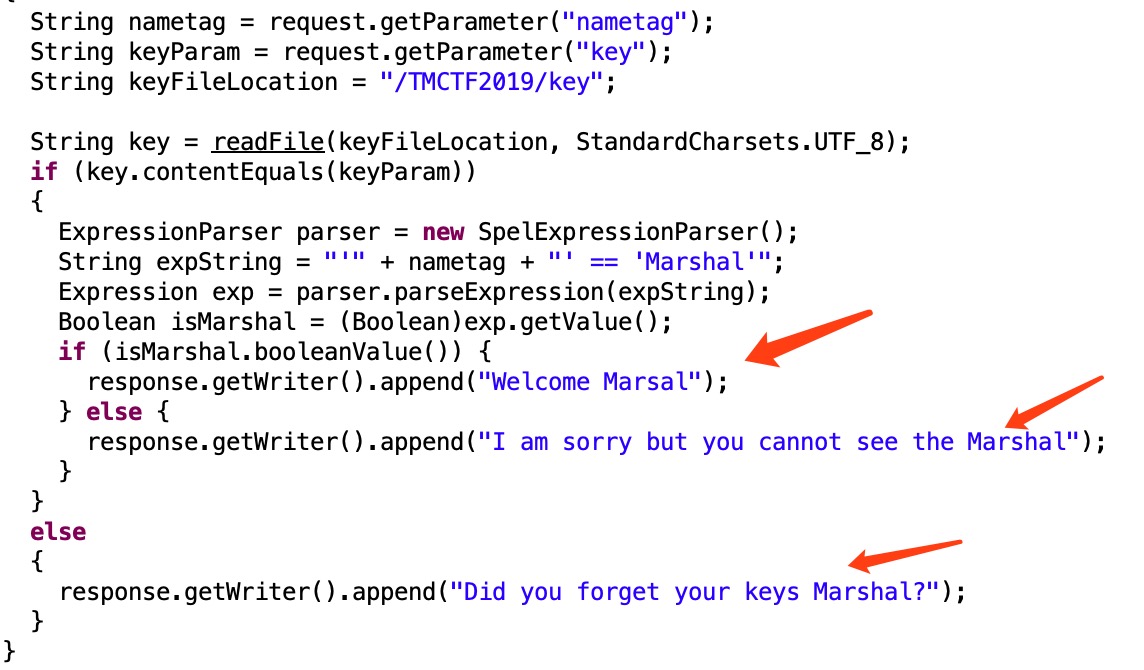 String nametag = request.getParameter("nametag");
String keyParam = request.getParameter("key");
String keyFileLocation = "/TMCTF2019/key";
String key = readFile(keyFileLocation, StandardCharsets.UTF_8);
if (key.contentEquals(keyParam))
{
ExpressionParser parser = new SpelExpressionParser();
String expString = "'" + nametag + "' == 'Marshal'";
Expression exp = parser.parseExpression(expString);
Boolean isMarshal = (Boolean)exp.getValue();
if (isMarshal.booleanValue()) {
response.getWriter().append("Welcome Marsal");
} else {
response.getWriter().append("I am sorry but you cannot see the Marshal");
}
}
else
{
response.getWriter().append("Did you forget your keys Marshal?");
}
}